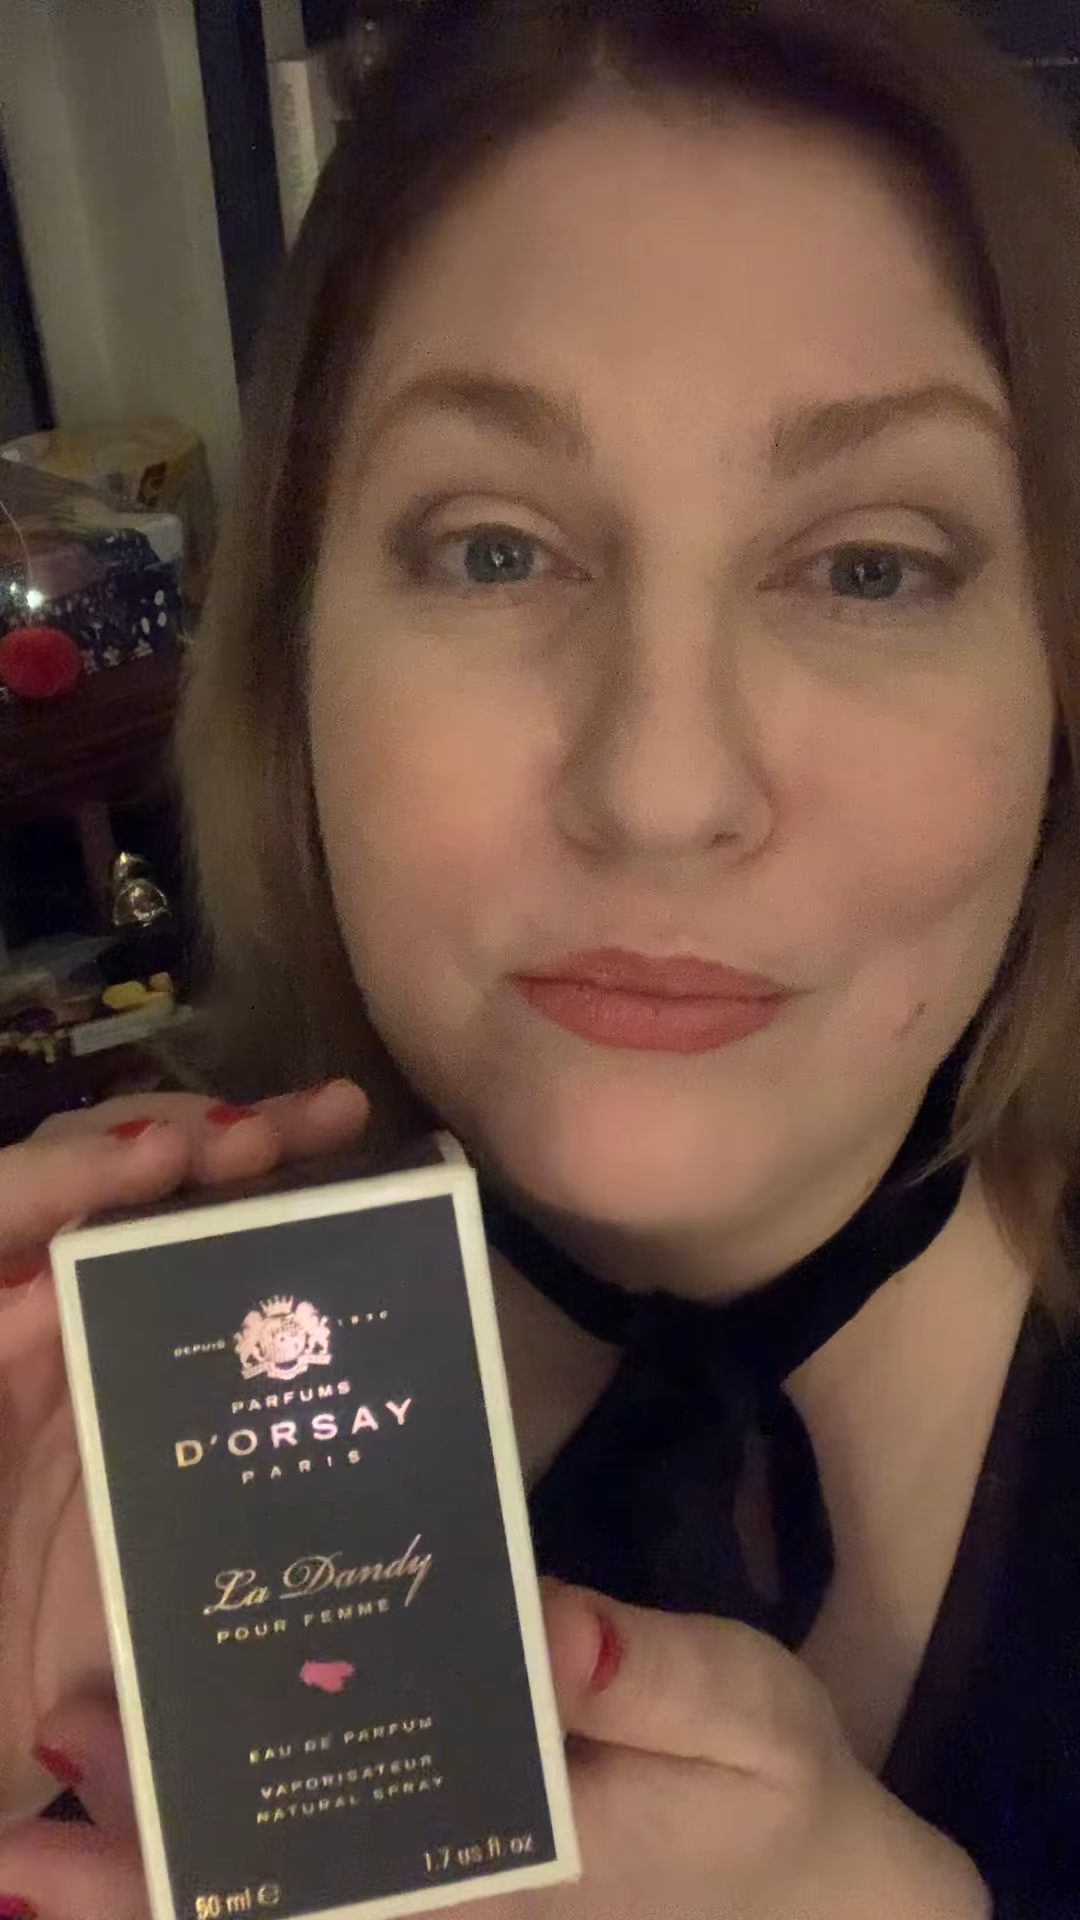 DEPUIS 1830
PARFUMS
D'ORSAY
PARIS
La Dandy
POUR FEMME
EAU DE PARFUM
VAPORISATEUR
NATURAL SPRAY
50 ml e 1.7 us fl. oz